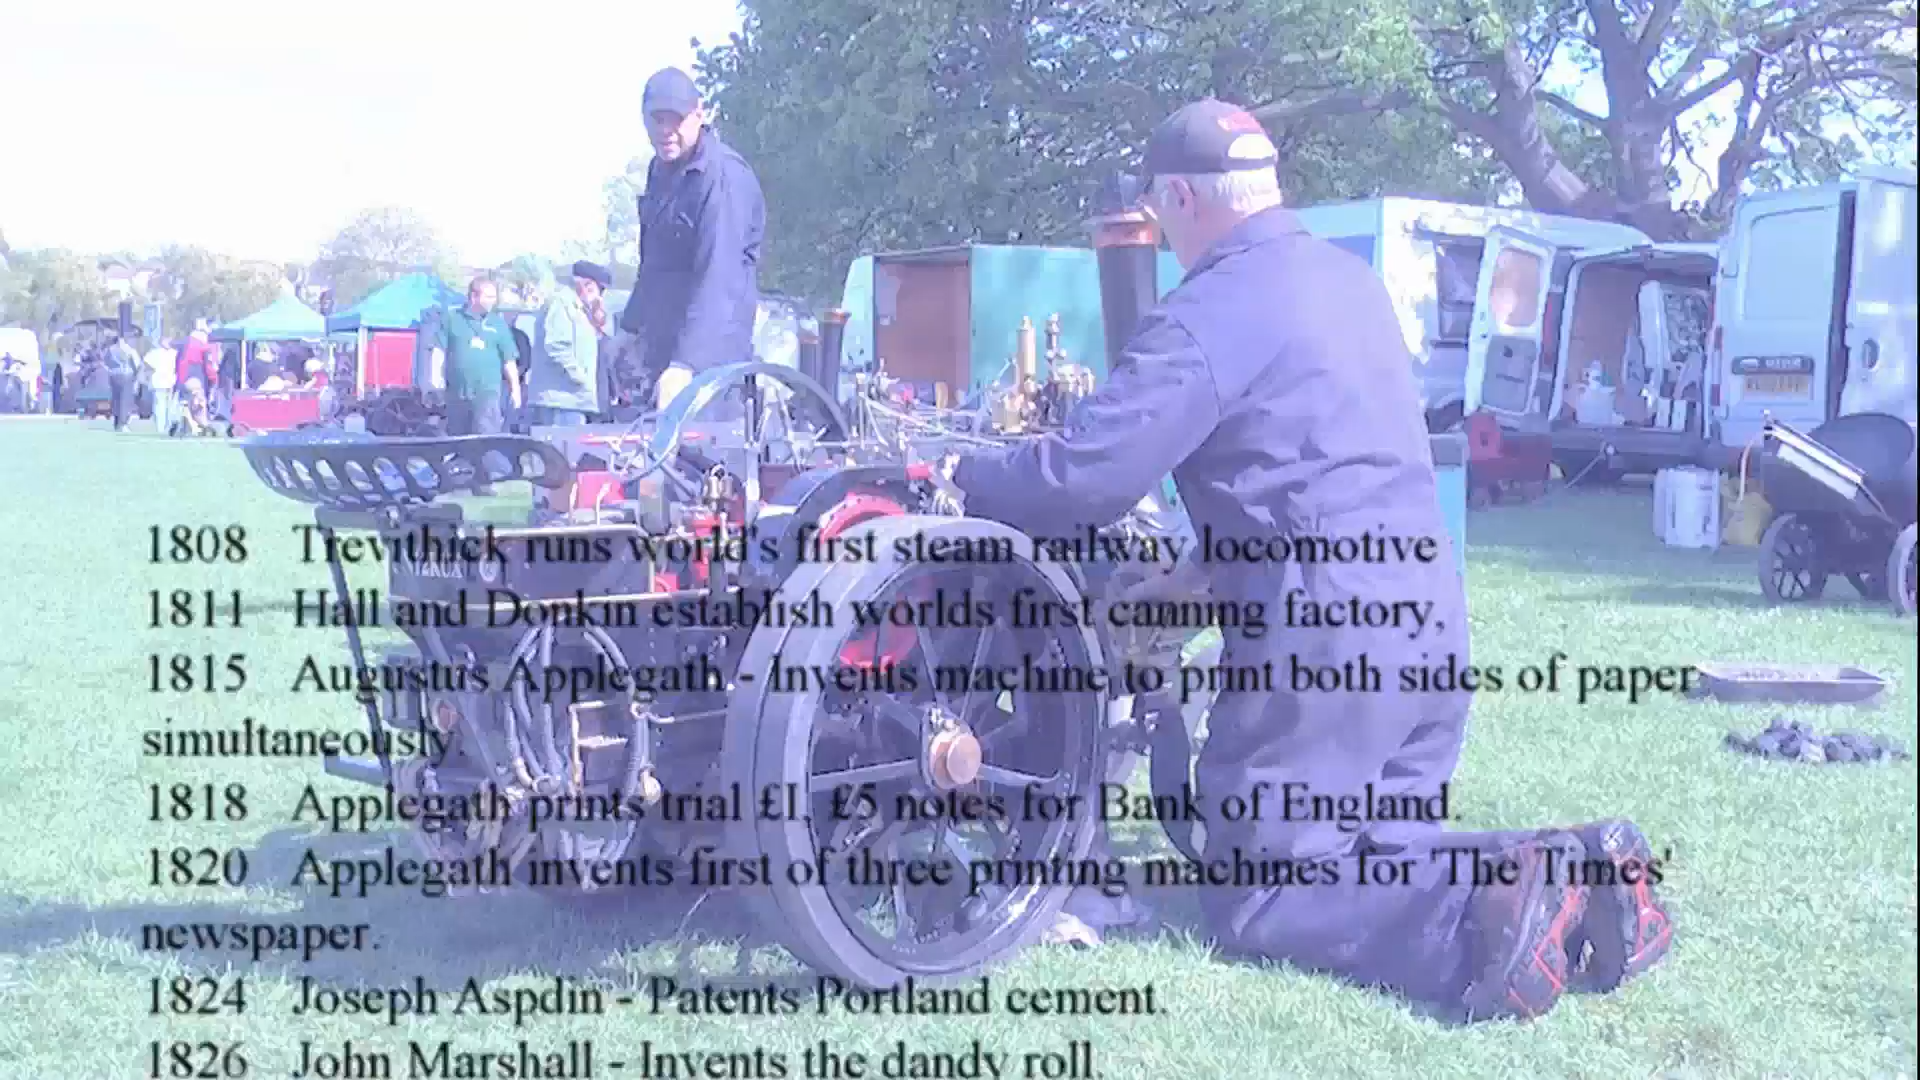 1808 Trevithick runs world's first steam railway locomotive
1811 Hall and Donkin establish worlds first canning factory,
1815 Augustus Applegath - Invents machine to print both sides of paper
simultaneously.
1818 Applegath prints trial £1, £5 notes for Bank of England.
1820 Applegath invents first of three printing machines for 'The Times'
newspaper.
1824 Joseph Aspdin - Patents Portland cement.
1826 John Marshall - Invents the dandy roll.